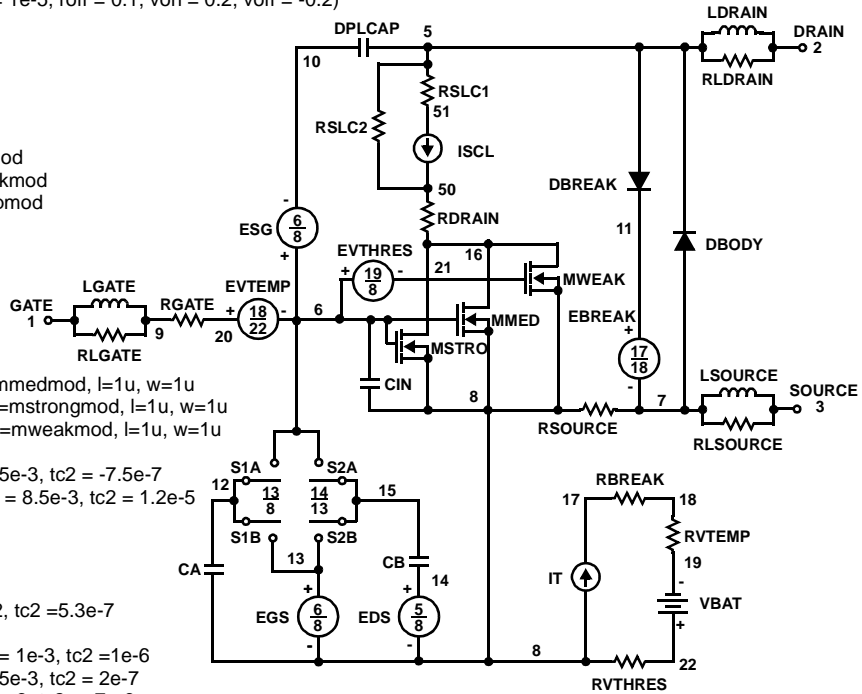 = 1e-5, roff = 0.1, von = 0.2, voff = -0.2)
LDRAIN
DPLCAP 5 DRAIN
10 2
RLDRAIN
RSLC1
51
RSLC2
ISCL
od
kmod DBREAK
omod 50
-
ESG 6/8 RDRAIN
11 DBODY
+ EVTHRES 16
+ 19/8 - 21 MWEAK
LGATE EVTEMP
GATE RGATE + 18/22 - 6 MMED EBREAK +
1 9 20 MSTRO 17/18
RLGATE
CIN - LSOURCE
8 7 SOURCE
mmedmod, l=1u, w=1u 3
=mstrongmod, l=1u, w=1u RSOURCE
=mweakmod, l=1u, w=1u RLSOURCE
S1A S2A
5e-3, tc2 = -7.5e-7 12 13/8 14/13 15 RBREAK
= 8.5e-3, tc2 = 1.2e-5 17 18
S1B S2B RVTEMP
13 CB 19
CA 14 IT -
+ + VBAT
2, tc2 =5.3e-7 EGS 6/8 EDS 5/8 +
- - 8 22
= 1e-3, tc2 =1e-6
5e-3, tc2 = 2e-7 RVTHRES